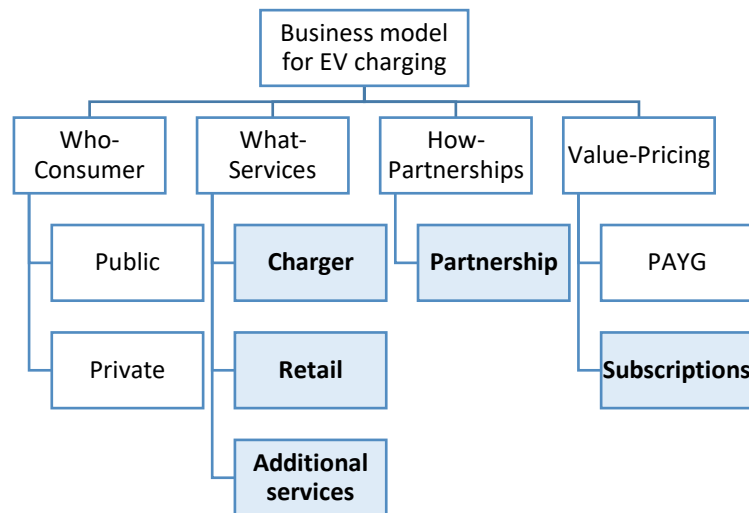 Business model
for EV charging
Who-
Consumer
What-
Services
How-
Partnerships
Value-Pricing
Public
Charger
Partnership
PAYG
Private
Retail
Subscriptions
Additional
services